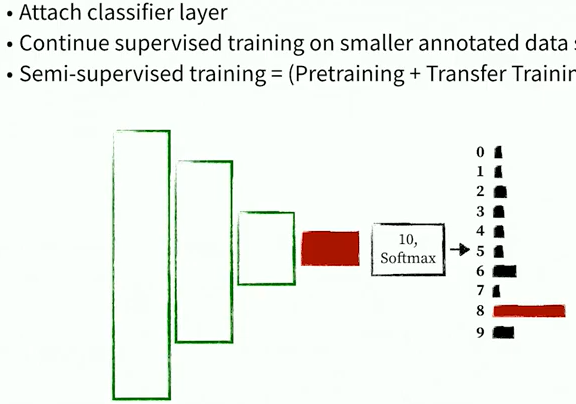 • Attach classifier layer
• Continue supervised training on smaller annotated data
• Semi-supervised training = (Pretraining + Transfer
10,
Softmax
0
1
2
3
4
5
6
7
8
9